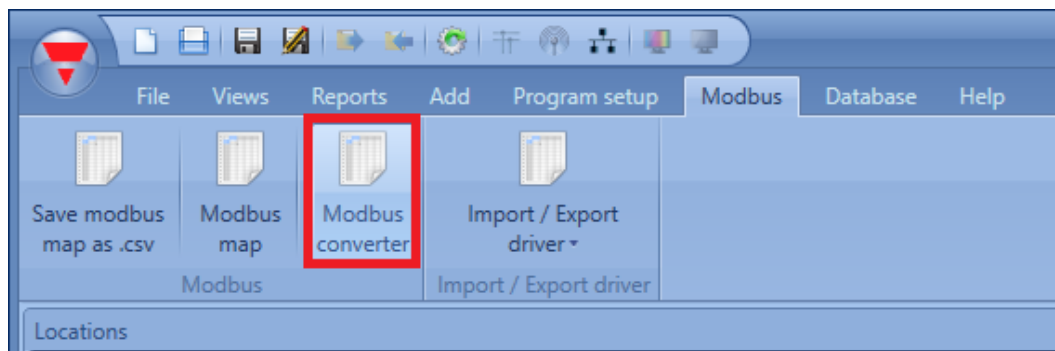 File Views Reports Add Program setup Modbus Database Help
Save modbus
map as .csv
Modbus
map
Modbus
converter
Import / Export
driver
Modbus
Import / Export driver
Locations